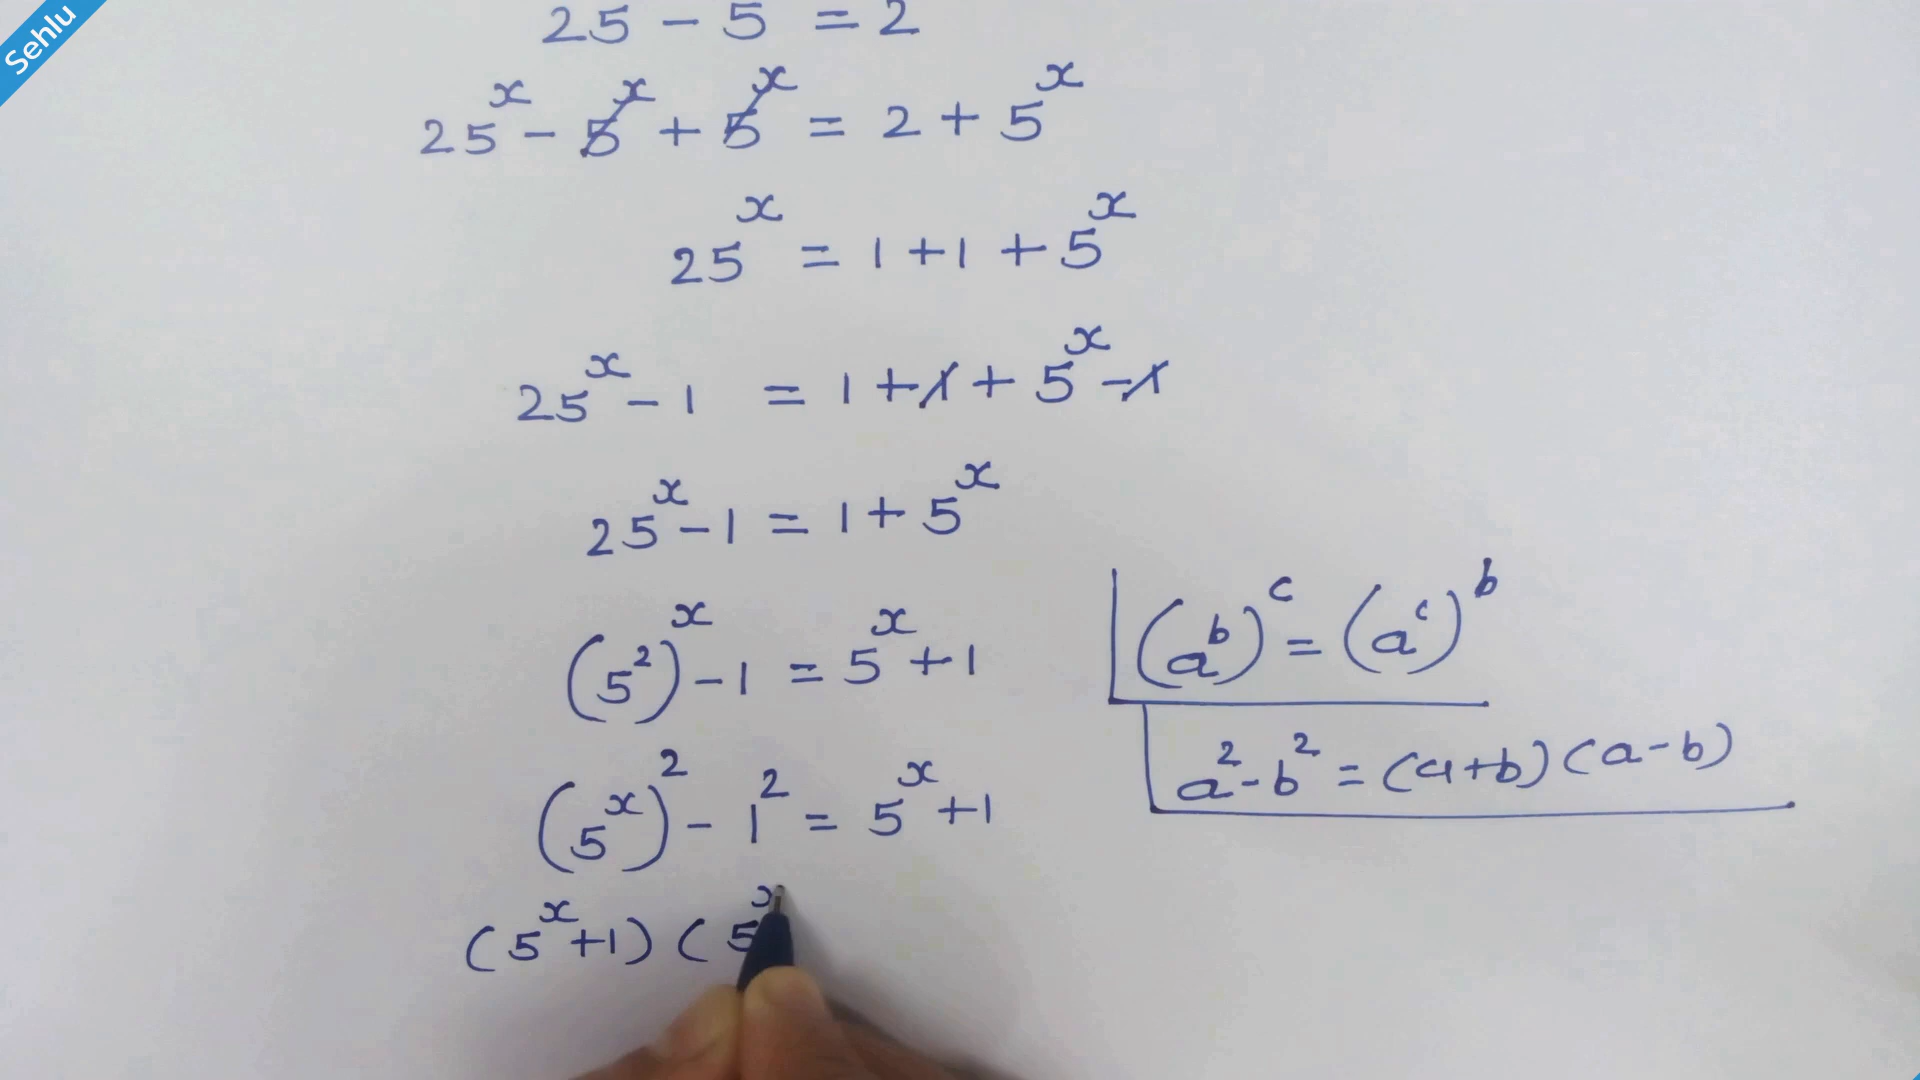 Sehlu
25 - 5 = 2
25^x - 5^x + 5^x = 2 + 5^x
25^x = 1 + 1 + 5^x
25^x - 1 = 1 + 1 + 5^x - 1
25^x - 1 = 1 + 5^x
(5^2)^x - 1 = 5^x + 1
(a^b)^c = (a^c)^b
a^2 - b^2 = (a+b)(a-b)
(5^x)^2 - 1^2 = 5^x + 1
(5^x + 1) (5^x